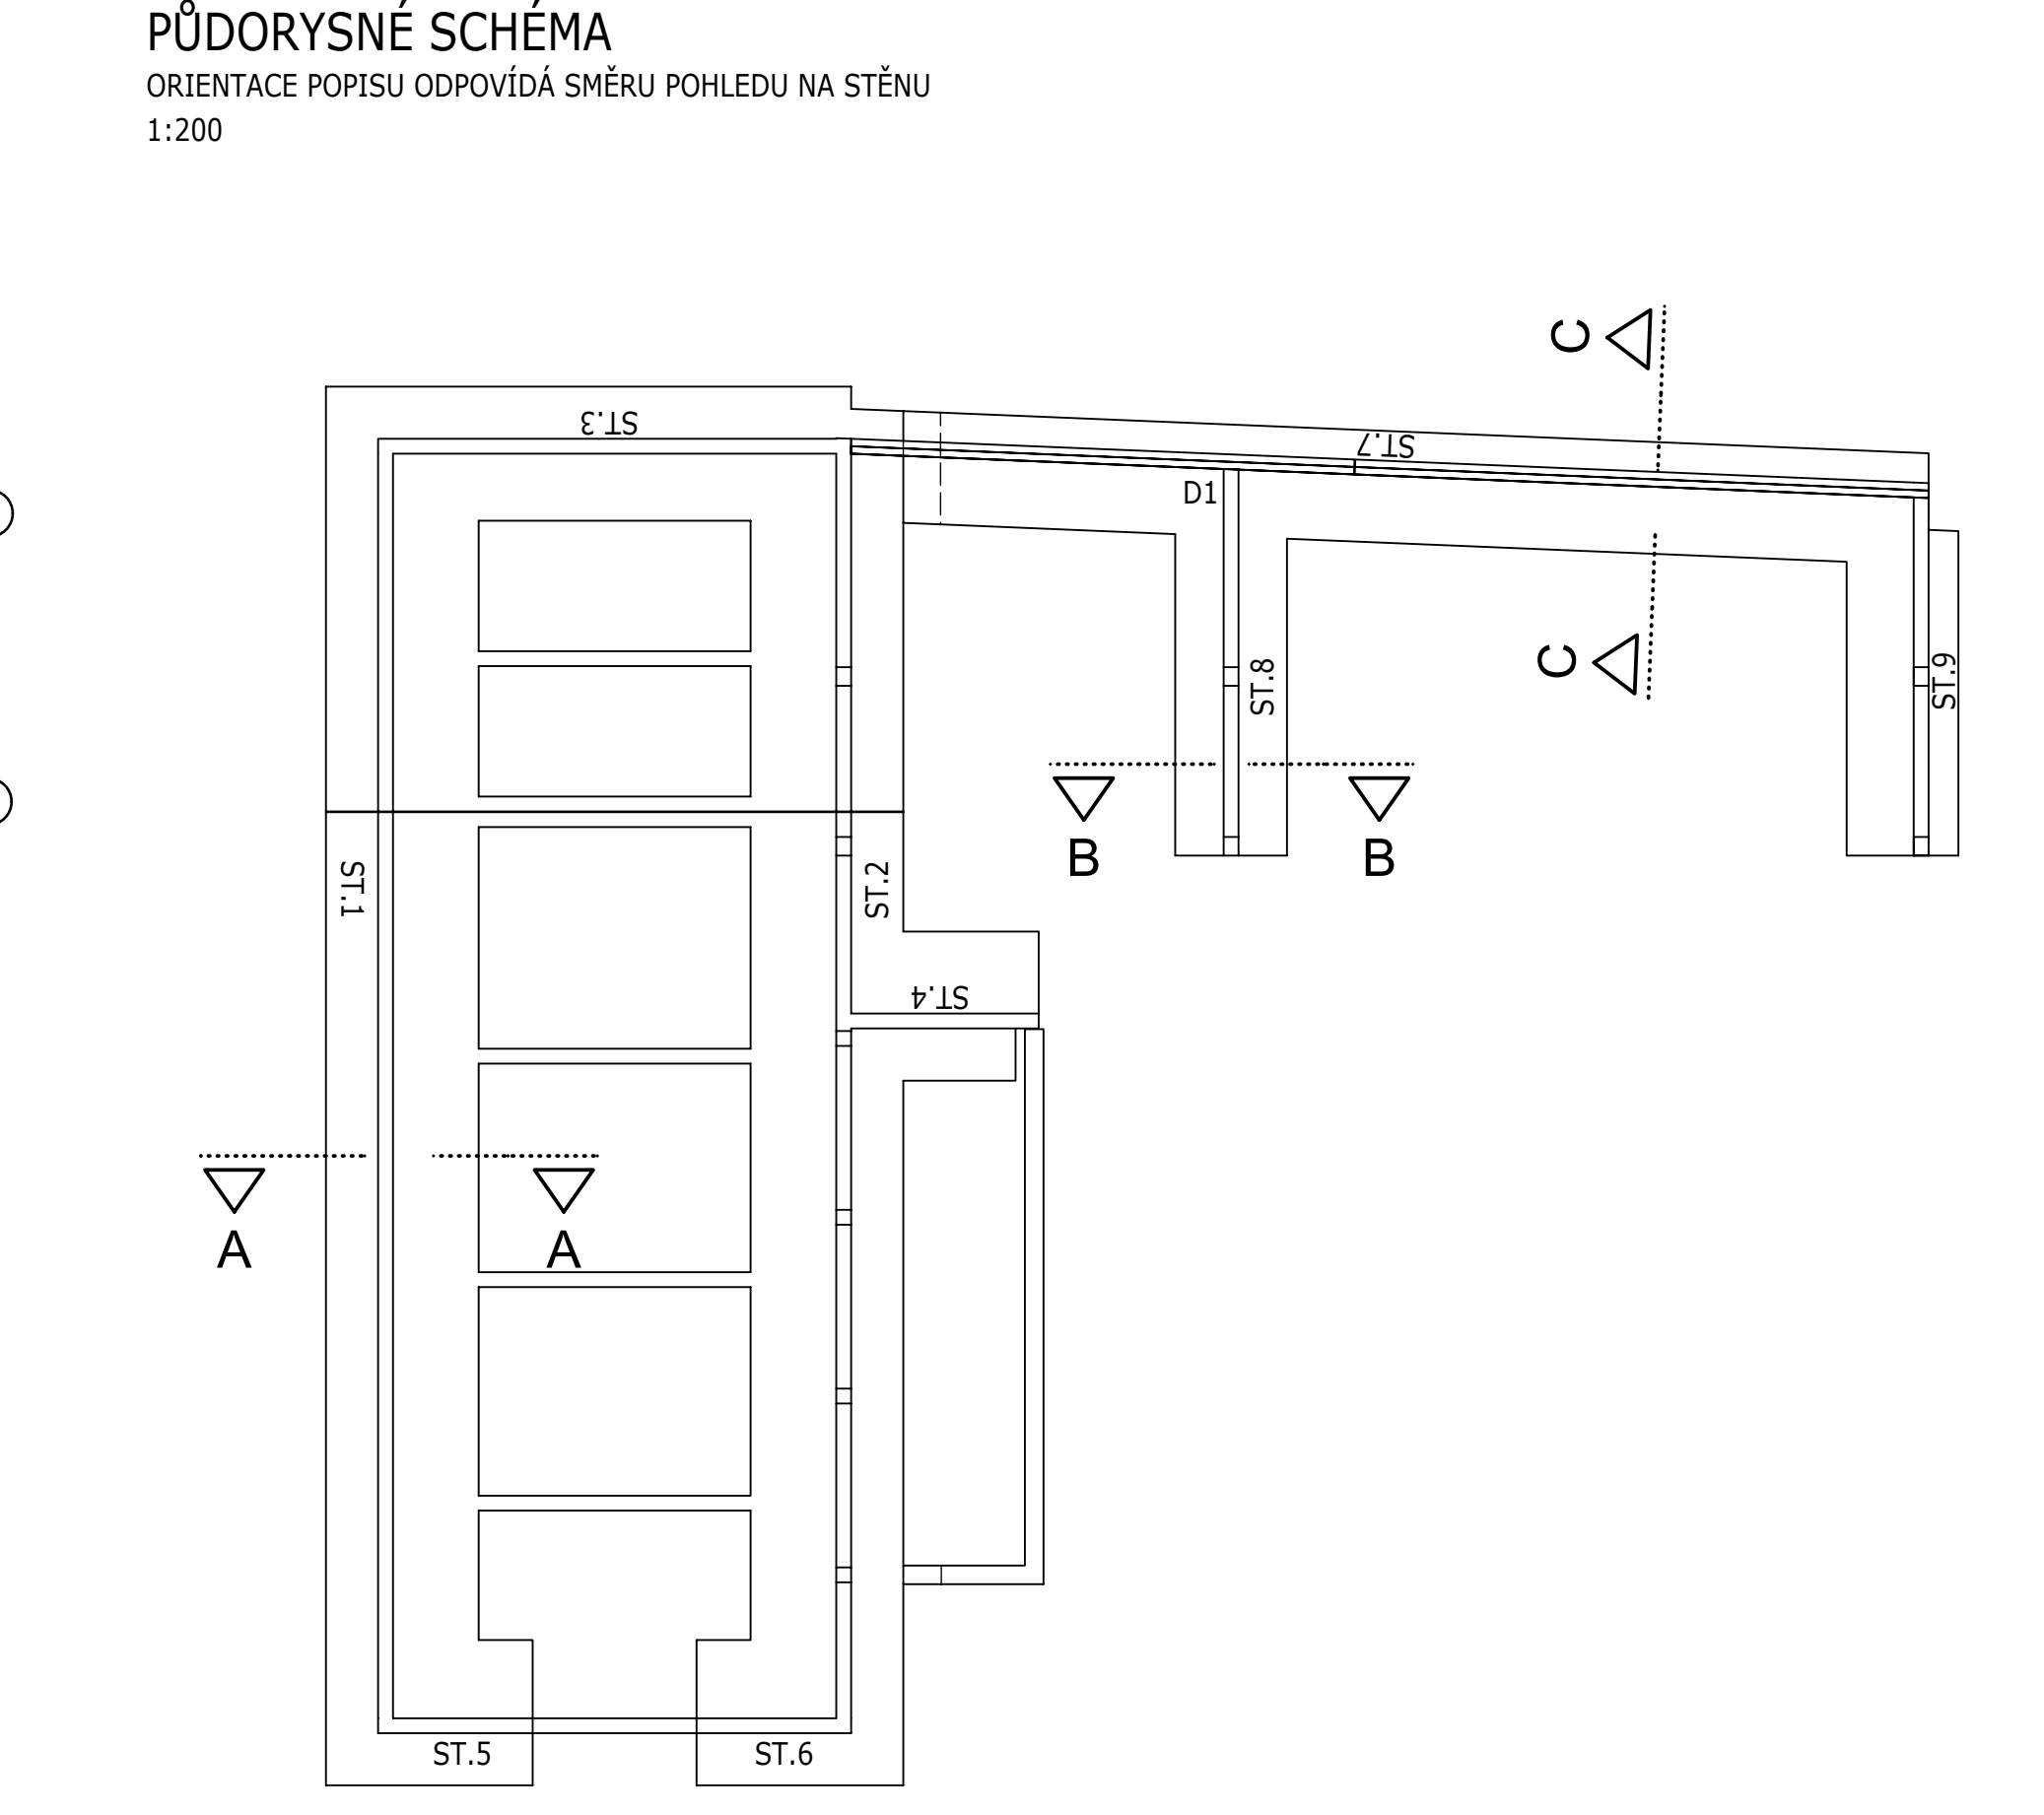 PŮDORYSNÉ SCHÉMA
ORIENTACE POPISU ODPOVÍDÁ SMĚRU POHLEDU NA STĚNU
1:200
C
ST.3
ST.7
D1
C
ST.8
ST.9
B
B
ST.1
ST.2
ST.4
A
A
ST.5
ST.6